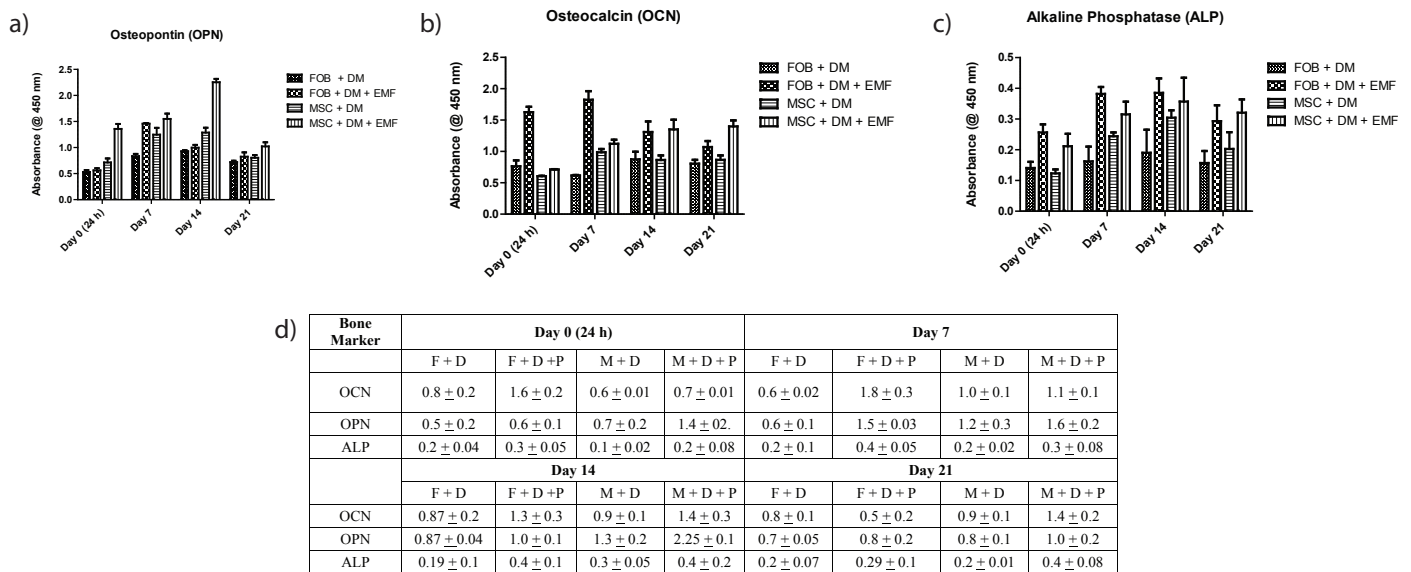 a)
Osteopontin (OPN)
Absorbance (@ 450 nm)
2.5
2.0
1.5
1.0
0.5
0.0
Day 0 (24 h)
Day 7
Day 14
Day 21
FOB + DM
FOB + DM + EMF
MSC + DM
MSC + DM + EMF
b)
Osteocalcin (OCN)
Absorbance (@ 450 nm)
2.5
2.0
1.5
1.0
0.5
0.0
Day 0 (24 h)
Day 7
Day 14
Day 21
FOB + DM
FOB + DM + EMF
MSC + DM
MSC + DM + EMF
c)
Alkaline Phosphatase (ALP)
Absorbance (@ 450 nm)
0.5
0.4
0.3
0.2
0.1
Day 0 (24 h)
Day 7
Day 14
Day 21
FOB + DM
FOB + DM + EMF
MSC + DM
MSC + DM + EMF
d)
Bone Marker Day 0 (24 h) Day 7
F + D F + D +P M + D M + D + P F + D F + D + P M + D M + D + P
OCN 0.8 ± 0.2 1.6 ± 0.2 0.6 ± 0.01 0.7 ± 0.01 0.6 ± 0.02 1.8 ± 0.3 1.0 ± 0.1 1.1 ± 0.1
OPN 0.5 ± 0.2 0.6 ± 0.1 0.7 ± 0.2 1.4 ± 02. 0.6 ± 0.1 1.5 ± 0.03 1.2 ± 0.3 1.6 ± 0.2
ALP 0.2 ± 0.04 0.3 ± 0.05 0.1 ± 0.02 0.2 ± 0.08 0.2 ± 0.1 0.4 ± 0.05 0.2 ± 0.02 0.3 ± 0.08
Day 14 Day 21
F + D F + D +P M + D M + D + P F + D F + D + P M + D M + D + P
OCN 0.87 ± 0.2 1.3 ± 0.3 0.9 ± 0.1 1.4 ± 0.3 0.8 ± 0.1 0.5 ± 0.2 0.9 ± 0.1 1.4 ± 0.2
OPN 0.87 ± 0.04 1.0 ± 0.1 1.3 ± 0.2 2.25 ± 0.1 0.7 ± 0.05 0.8 ± 0.2 0.8 ± 0.1 1.0 ± 0.2
ALP 0.19 ± 0.1 0.4 ± 0.1 0.3 ± 0.05 0.4 ± 0.2 0.2 ± 0.07 0.29 ± 0.1 0.2 ± 0.01 0.4 ± 0.08